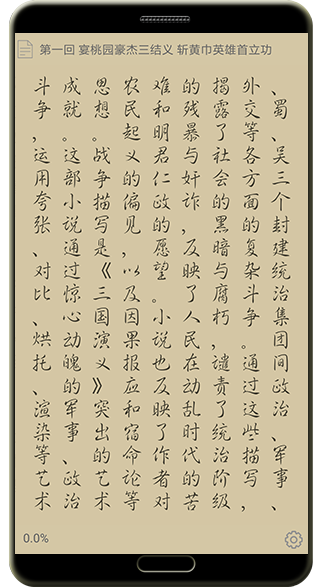 第一回 宴桃园豪杰三结义 斩黄巾英雄首立功
、蜀、吴三个封建统治集团间政治、军事、
外交等各方面的复杂斗争。通过这些描写，
揭露了社会的黑暗与腐朽，谴责了统治阶级
的残暴与奸诈，反映了人民在动乱时代的苦
难和明君仁政的愿望。小说也反映了作者对
农民起义的偏见，以及因果报应和宿命论等
思想。战争描写是《三国演义》突出的艺术
成就。这部小说通过惊心动魄的军事、政治
斗争，运用夸张、对比、烘托、渲染等艺术
0.0%